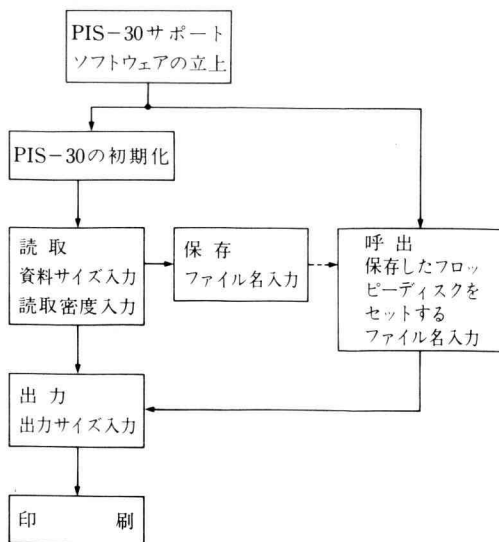 PIS-30サポート
ソフトウェアの立上
PIS-30の初期化
読取
資料サイズ入力
読取密度入力
保存
ファイル名入力
呼出
保存したフロッ
ピーディスクを
セットする
ファイル名入力
出力
出力サイズ入力
印刷